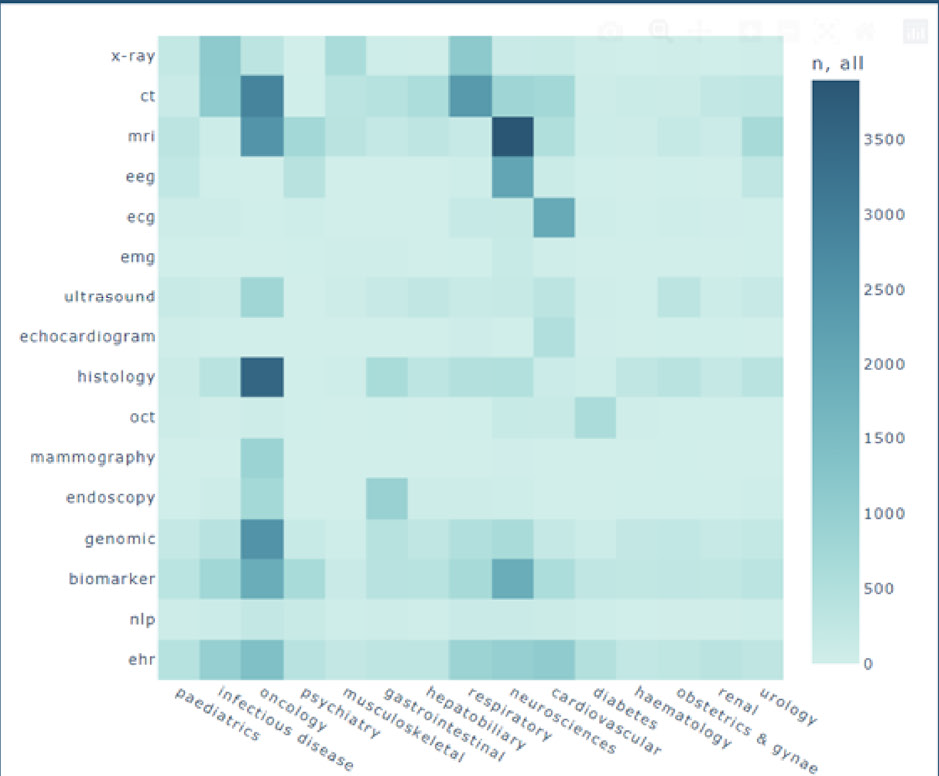 n, all
x-ray
ct
mri
eeg
ecg
emg
ultrasound
echocardiogram
histology
oct
mammography
endoscopy
genomic
biomarker
nlp
ehr
3500
3000
2500
2000
1500
1000
500
0
paediatrics
infectious disease
oncology
psychiatry
musculoskeletal
gastrointestinal
hepatobiliary
respiratory
neurosciences
cardiovascular
diabetes
haematology
obstetrics & gynae
renal
urology